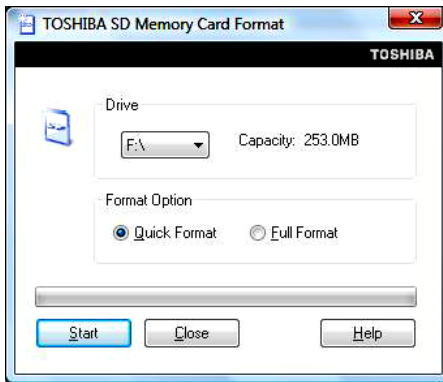 TOSHIBA SD Memory Card Format
TOSHIBA
Drive
F:\ Capacity: 253.0MB
Format Option
Quick Format Full Format
Start Close Help